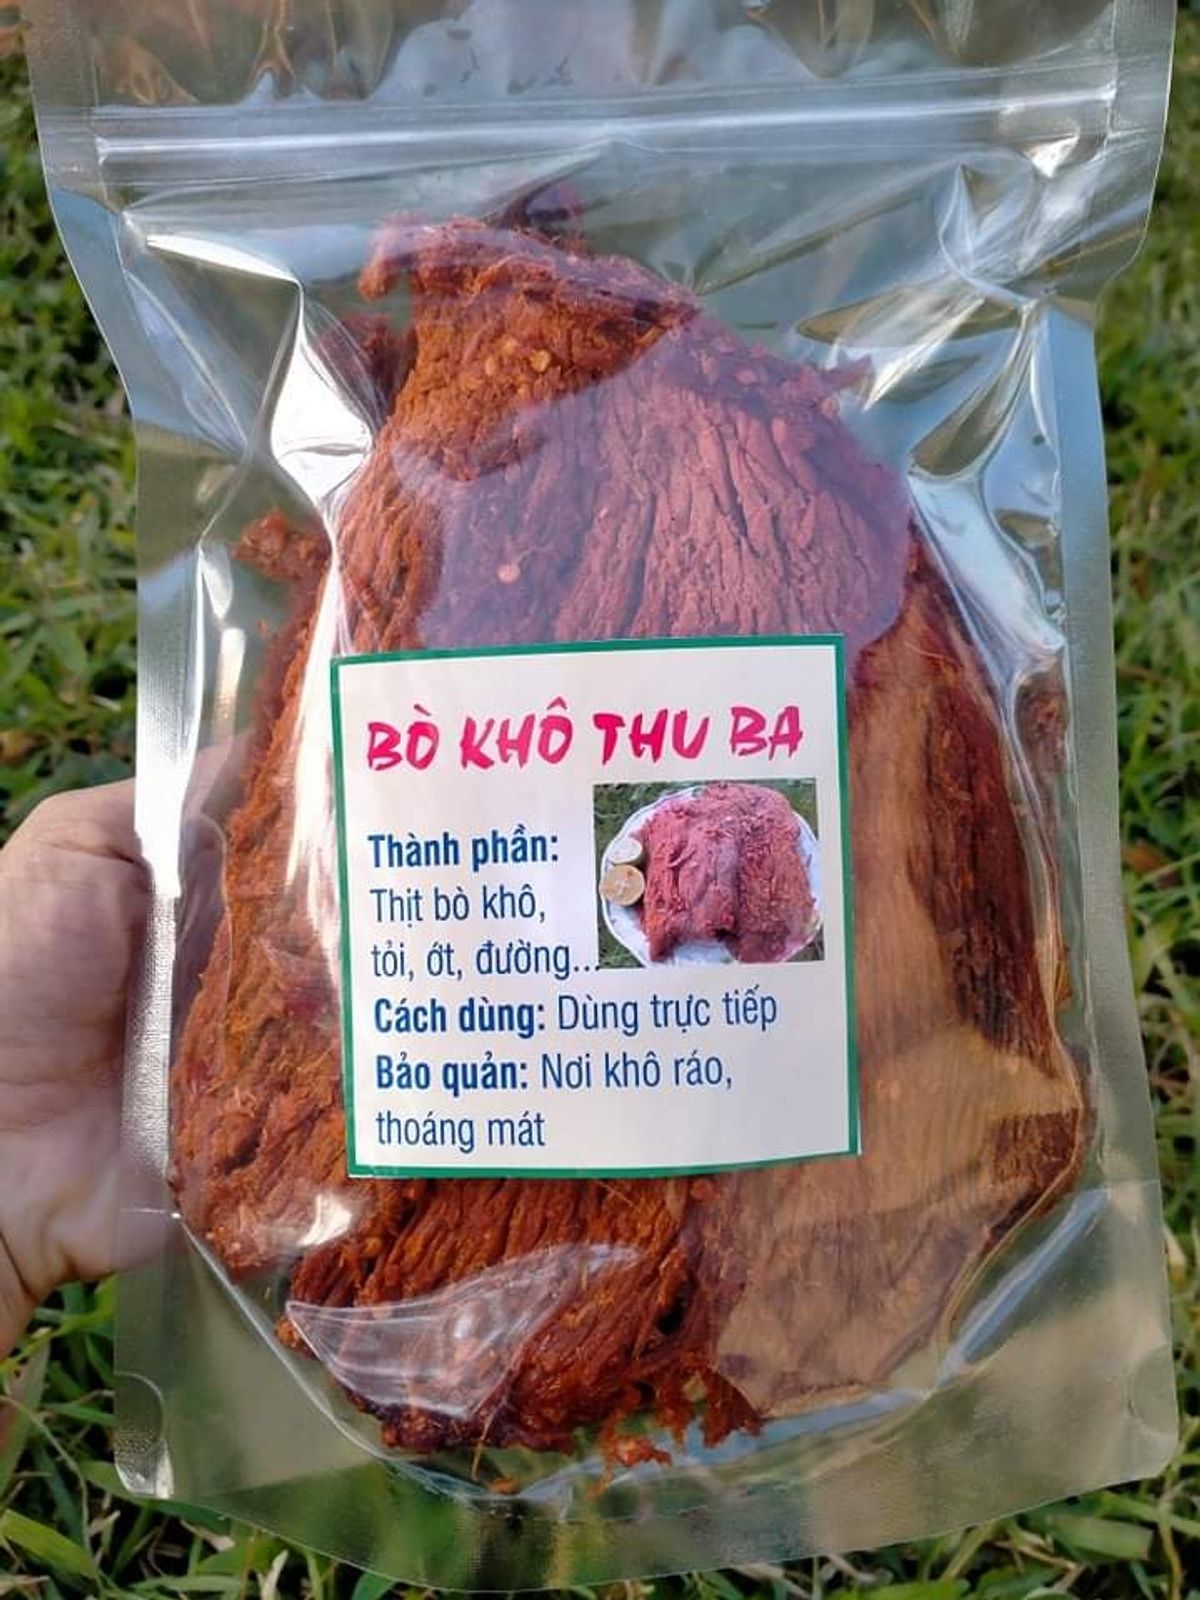 BÒ KHÔ THU BA
Thành phần:
Thịt bò khô,
tỏi, ớt, đường...
Cách dùng: Dùng trực tiếp
Bảo quản: Nơi khô ráo,
thoáng mát